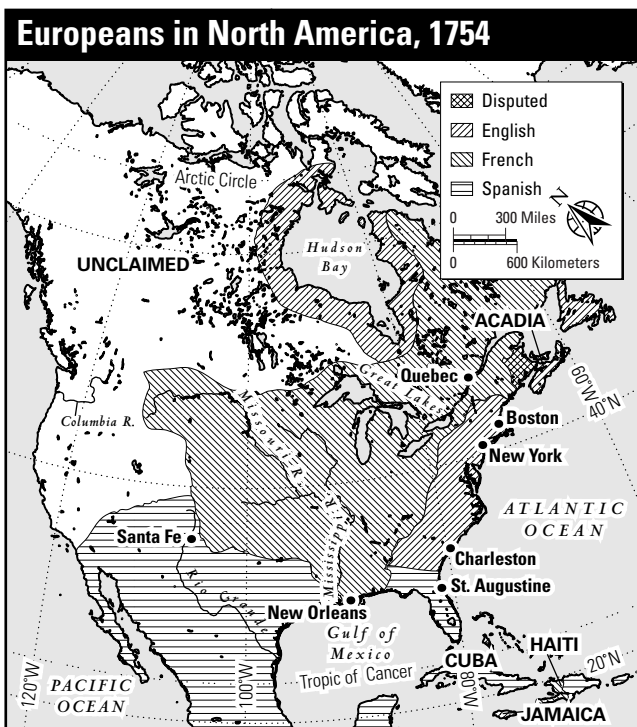 Europeans in North America, 1754
Disputed
English
French
Spanish
N
0 300 Miles
0 600 Kilometers
Arctic Circle
Hudson
Bay
UNCLAIMED
ACADIA
Great Lakes
Quebec
60°W
40°N
Columbia R.
Missouri R.
Boston
New York
ATLANTIC
OCEAN
Mississippi R.
Santa Fe
Charleston
St. Augustine
Rio Grande
New Orleans
Gulf of
Mexico
Tropic of Cancer
CUBA
HAITI
20°N
JAMAICA
120°W
PACIFIC
OCEAN
100°W
80°W